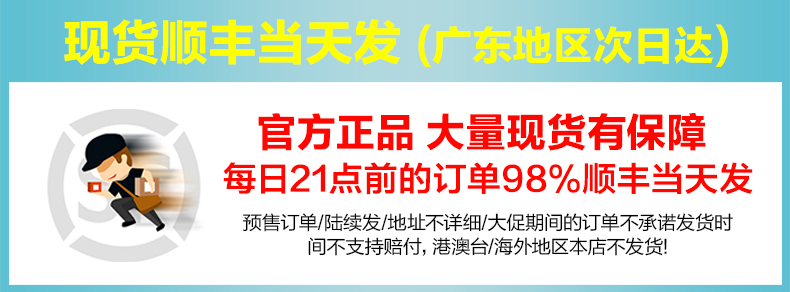 现货顺丰当天发 (广东地区次日达)
官方正品 大量现货有保障
每日21点前的订单98%顺丰当天发
预售订单/陆续发/地址不详细/大促期间的订单不承诺发货时
间不支持赔付, 港澳台/海外地区本店不发货!